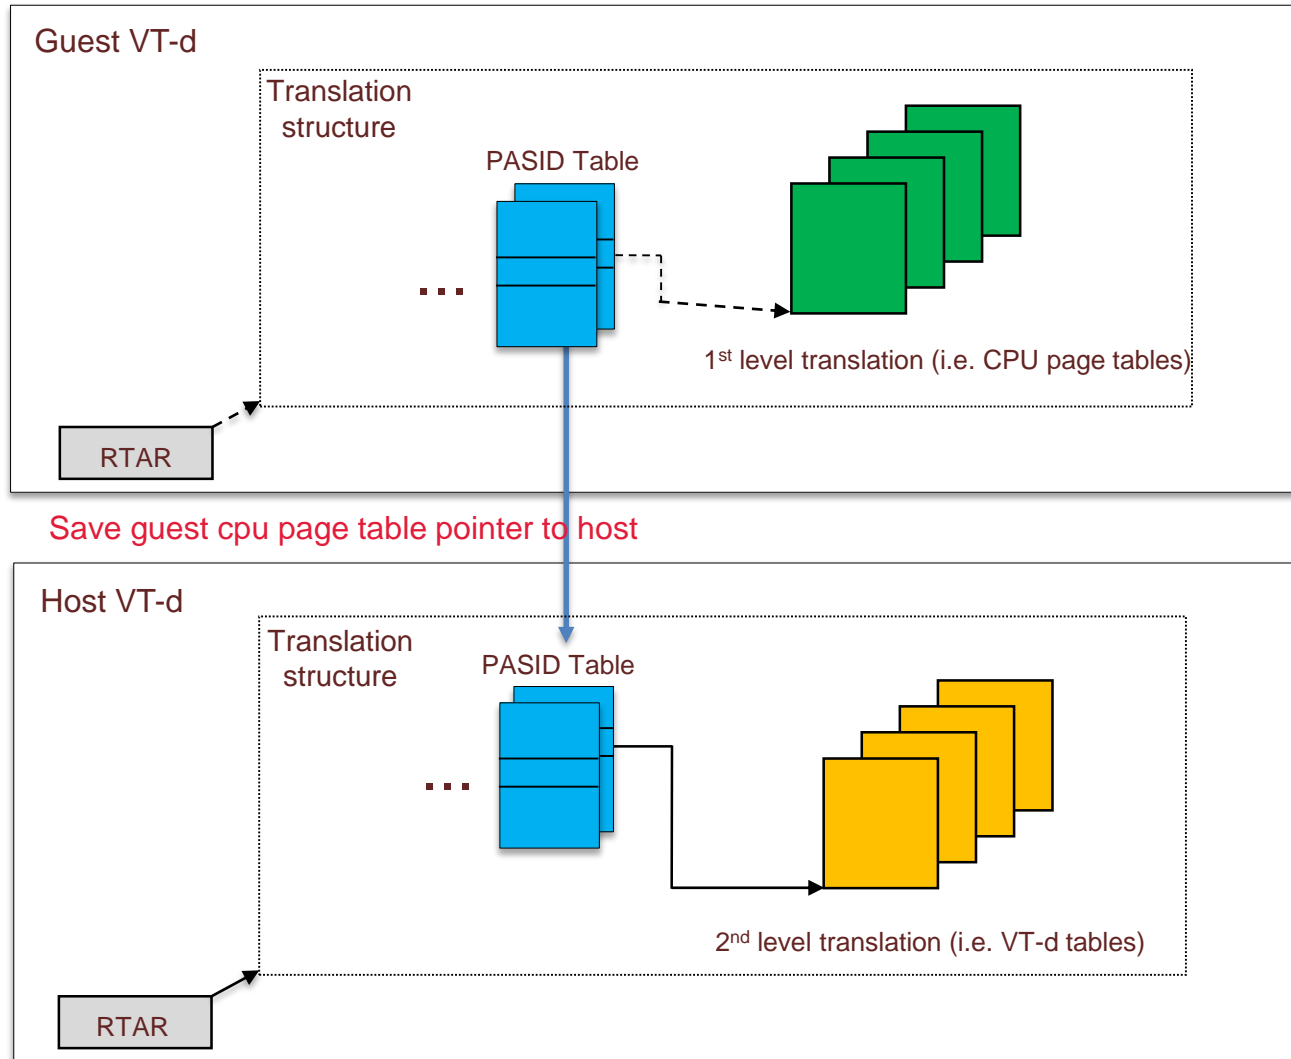 Guest VT-d
Translation
structure
PASID Table
...
1st level translation (i.e. CPU page tables)
RTAR
Save guest cpu page table pointer to host
Host VT-d
Translation
structure
PASID Table
...
2nd level translation (i.e. VT-d tables)
RTAR